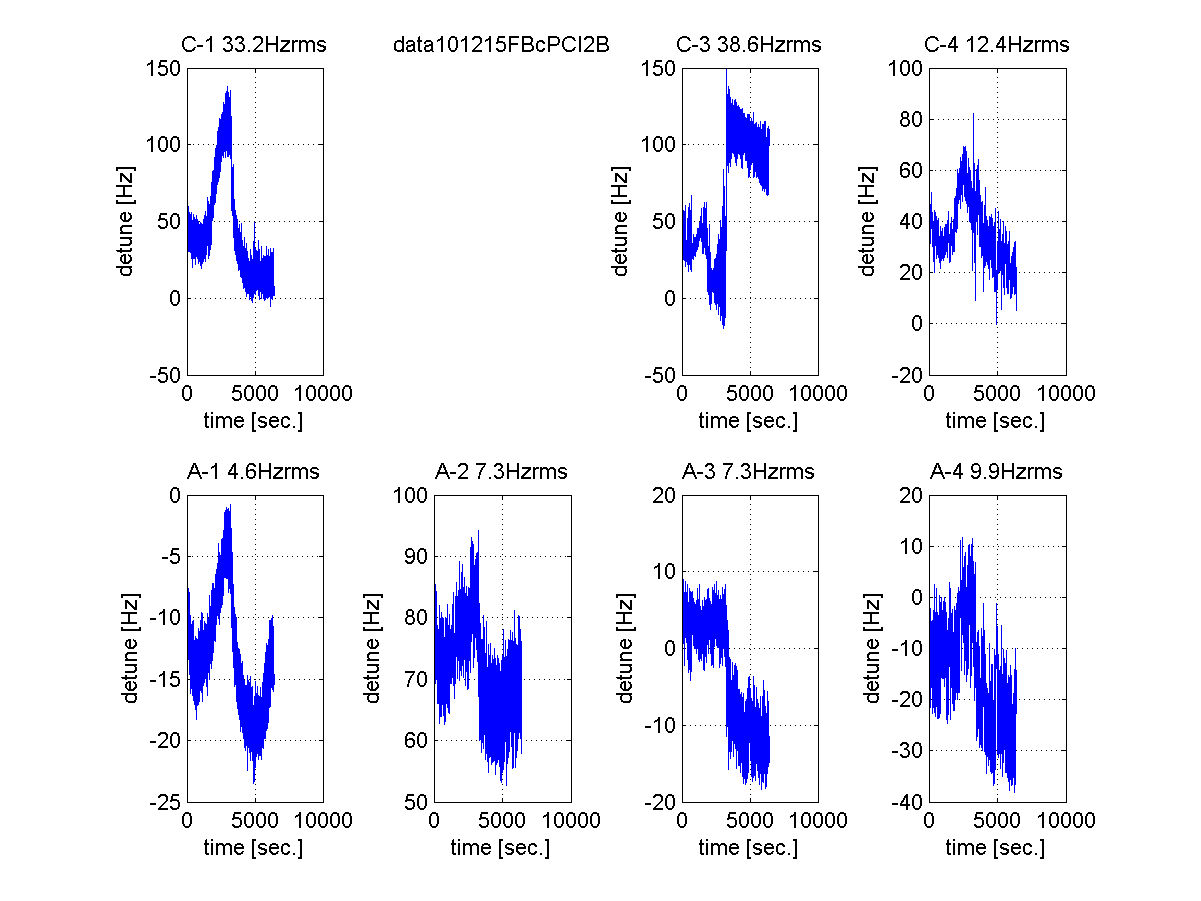 C-1 33.2Hzrms
data101215FBcPCI2B
C-3 38.6Hzrms
C-4 12.4Hzrms
150
100
50
0
-50
detune [Hz]
0 5000 10000
time [sec.]
150
100
50
0
-50
detune [Hz]
0 5000 10000
time [sec.]
100
80
60
40
20
0
-20
detune [Hz]
0 5000 10000
time [sec.]
A-1 4.6Hzrms
0
-5
-10
-15
-20
-25
detune [Hz]
0 5000 10000
time [sec.]
A-2 7.3Hzrms
100
90
80
70
60
50
detune [Hz]
0 5000 10000
time [sec.]
A-3 7.3Hzrms
20
10
0
-10
-20
detune [Hz]
0 5000 10000
time [sec.]
A-4 9.9Hzrms
20
10
0
-10
-20
-30
-40
detune [Hz]
0 5000 10000
time [sec.]